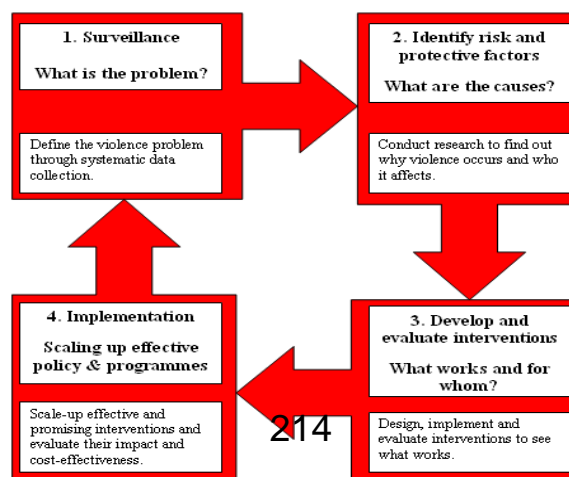 1. Surveillance
What is the problem?
Define the violence problem
through systematic data
collection.
2. Identify risk and
protective factors
What are the causes?
Conduct research to find out
why violence occurs and who
it affects.
3. Develop and
evaluate interventions
What works and for
whom?
Design, implement and
evaluate interventions to see
what works.
4. Implementation
Scaling up effective
policy & programmes
Scale-up effective and
promising interventions and
evaluate their impact and
cost-effectiveness.
214